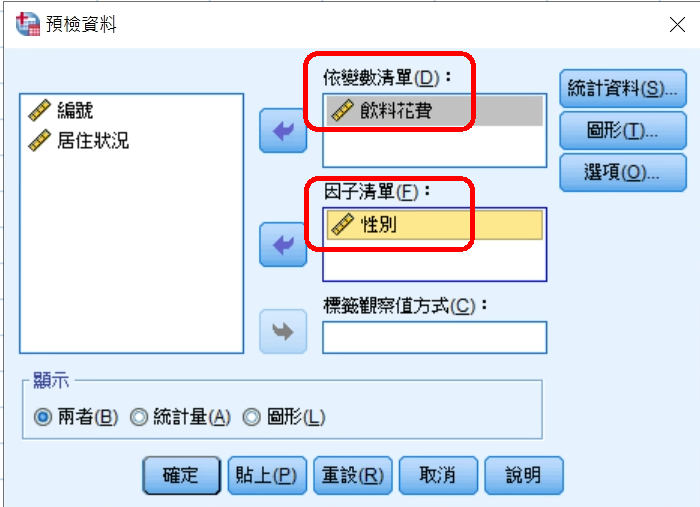 預檢資料
依變數清單(D)：
編號
飲料花費
統計資料(S)...
居住狀況
圖形(T)...
選項(O)...
因子清單(F)：
性別
標籤觀察值方式(C)：
顯示
兩者(B) 統計量(A) 圖形(L)
確定 貼上(P) 重設(R) 取消 說明